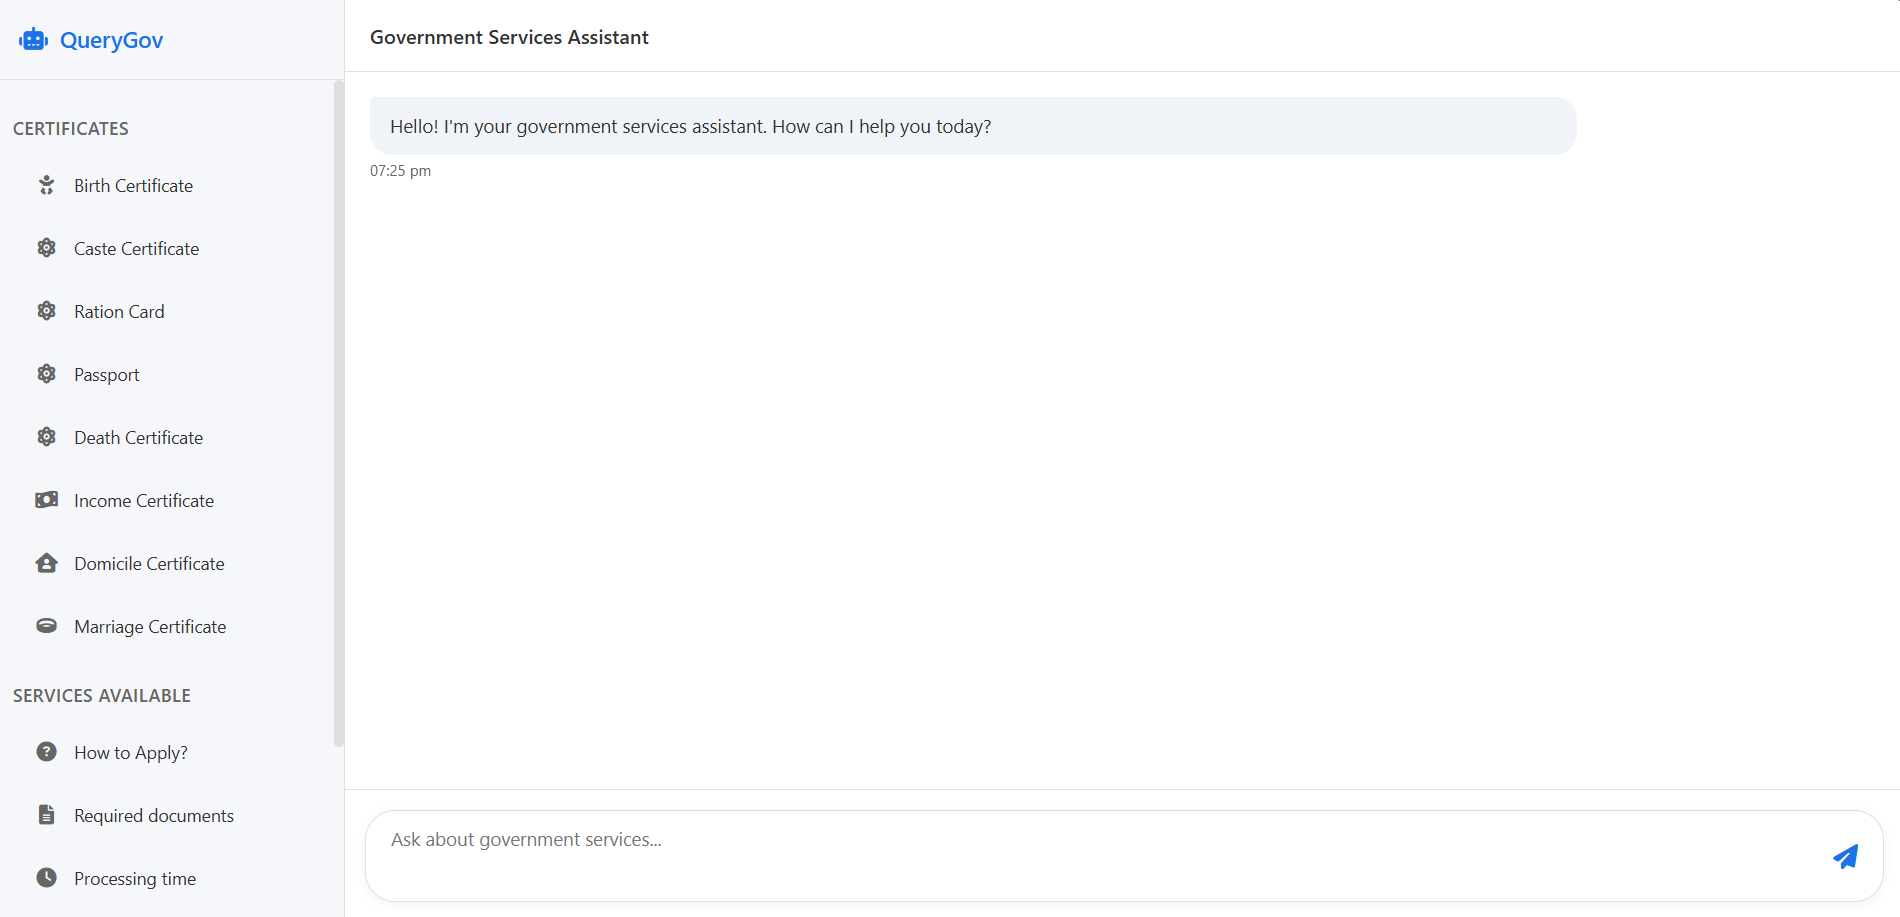 QueryGov
CERTIFICATES
Birth Certificate
Caste Certificate
Ration Card
Passport
Death Certificate
Income Certificate
Domicile Certificate
Marriage Certificate
SERVICES AVAILABLE
How to Apply?
Required documents
Processing time
Government Services Assistant
Hello! I'm your government services assistant. How can I help you today?
07:25 pm
Ask about government services...